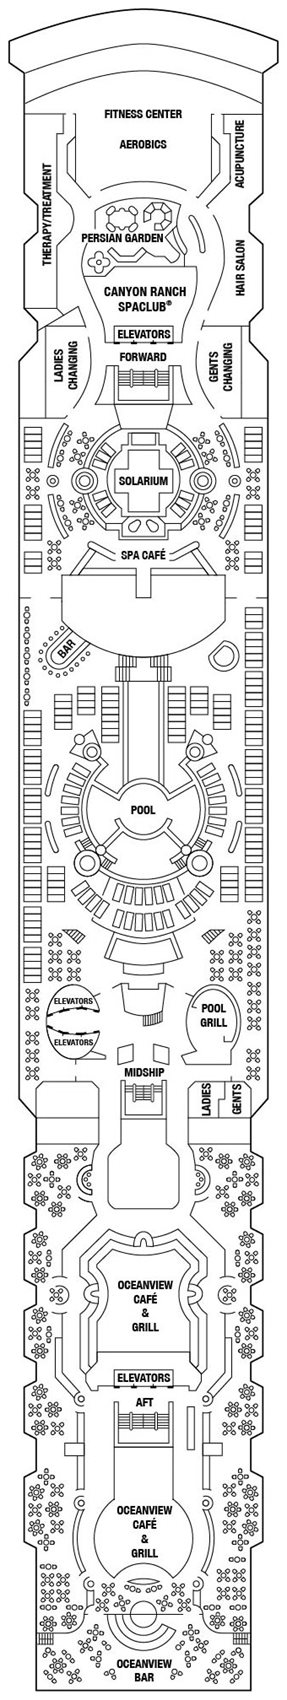 FITNESS CENTER
AEROBICS
ACUPUNCTURE
THERAPY/TREATMENT
PERSIAN GARDEN
HAIR SALON
CANYON RANCH
SPACLUB®
ELEVATORS
FORWARD
LADIES
CHANGING
GENTS
CHANGING
SOLARIUM
SPA CAFÉ
BAR
POOL
ELEVATORS
ELEVATORS
POOL
GRILL
MIDSHIP
LADIES
GENTS
OCEANVIEW
CAFÉ
&
GRILL
ELEVATORS
AFT
OCEANVIEW
CAFÉ
&
GRILL
OCEANVIEW
BAR